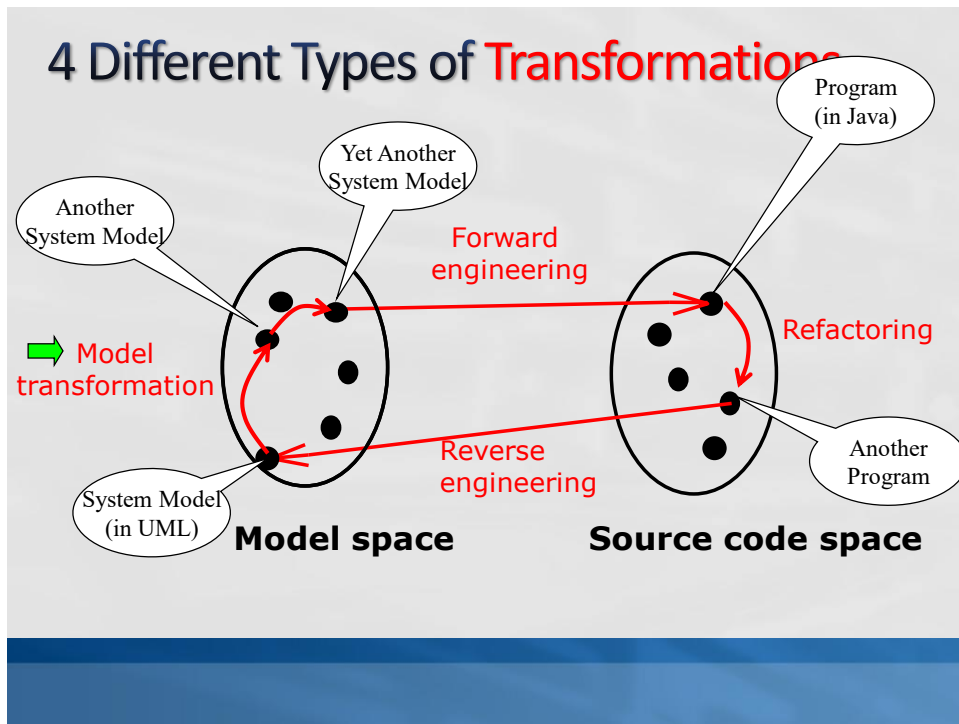 4 Different Types of Transformations
Program
(in Java)
Yet Another
System Model
Another
System Model
Forward
engineering
Refactoring
Model
transformation
Reverse
engineering
Another
Program
System Model
(in UML)
Model space
Source code space